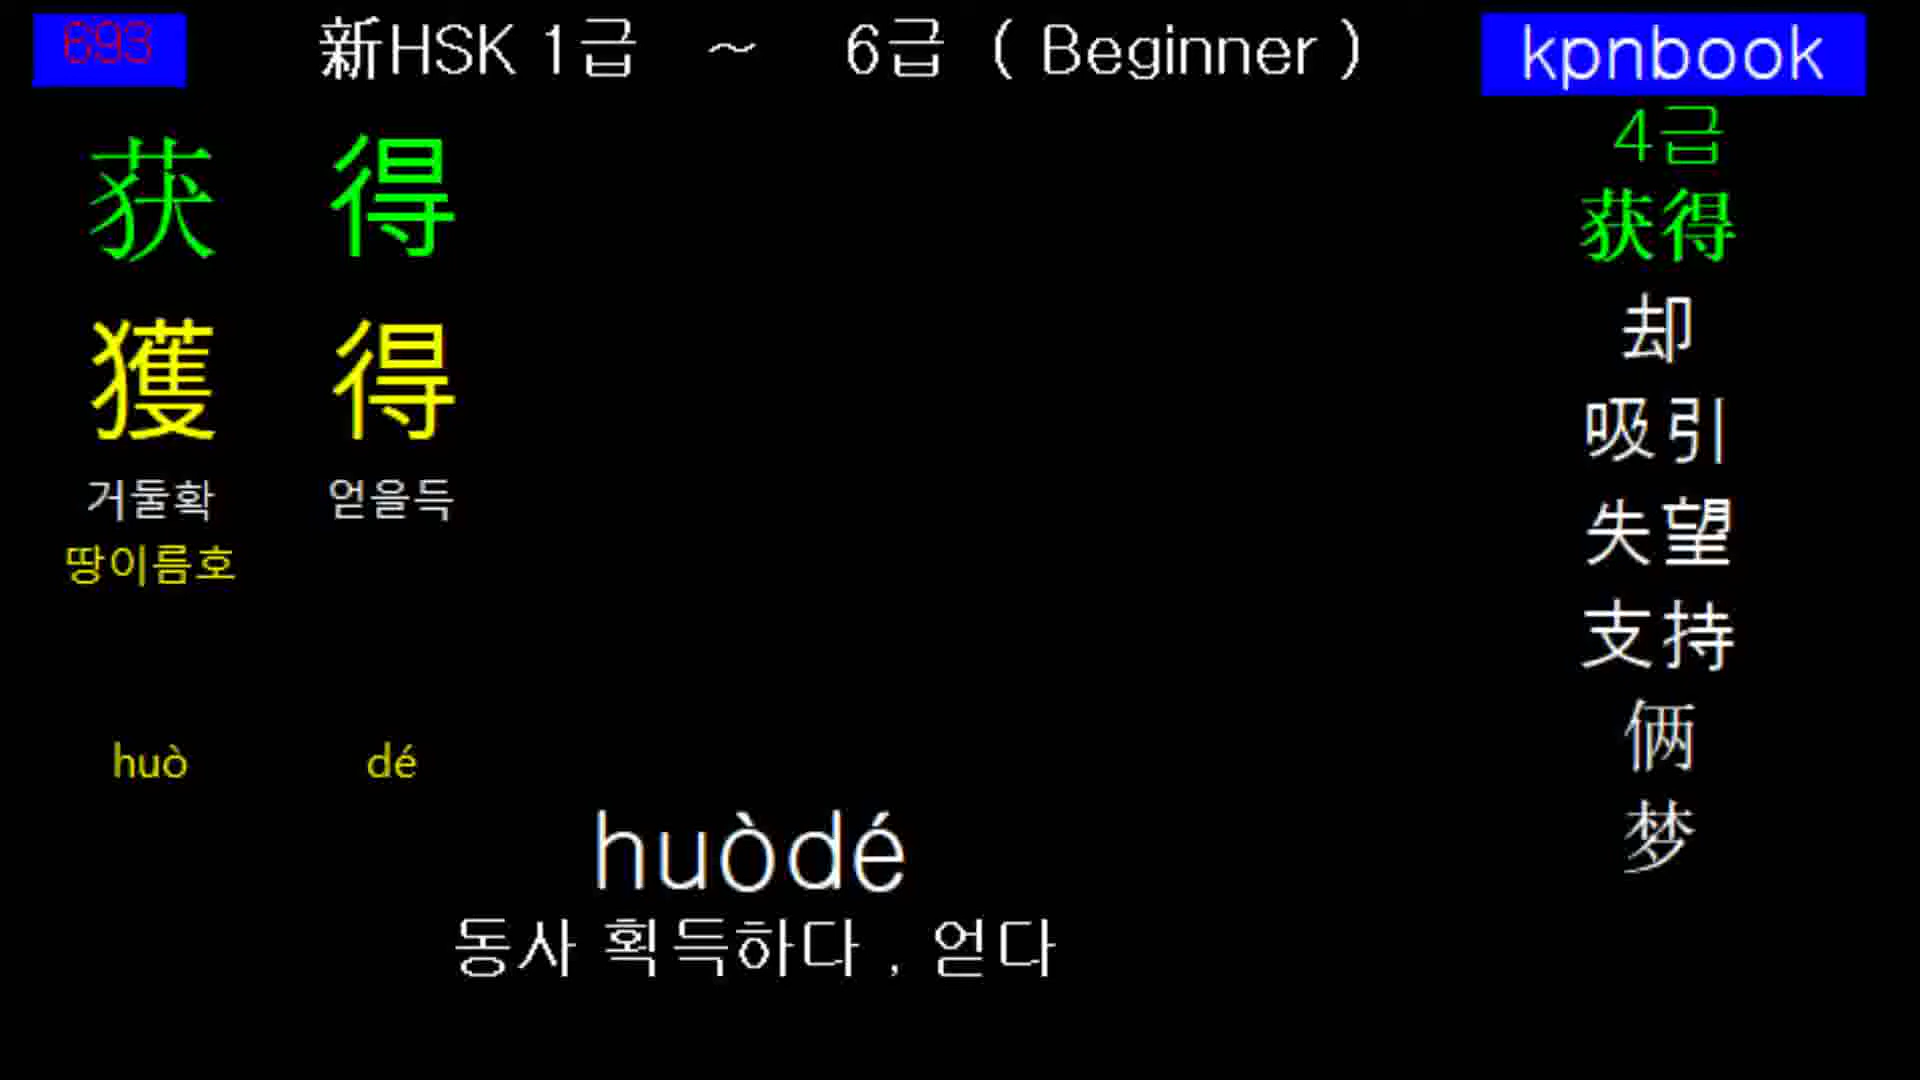 693
新HSK 1급 ~ 6급 ( Beginner )
kpnbook
获 得
獲 得
거둘확 얻을득
땅이름호
huò dé
huòdé
동사 획득하다 , 얻다
4급
获得
却
吸引
失望
支持
俩
梦